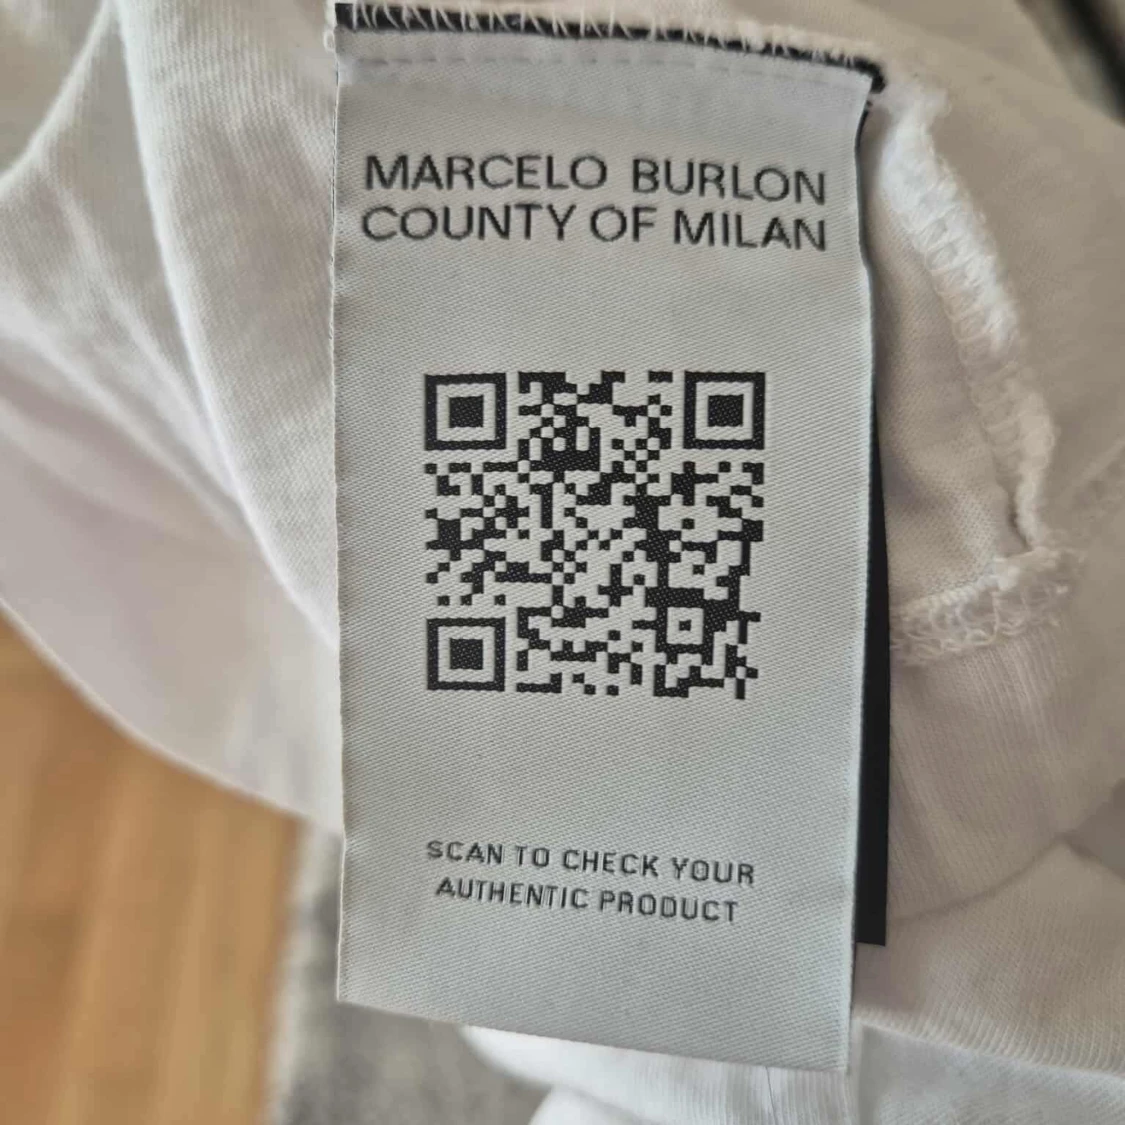 MARCELO BURLON
COUNTY OF MILAN
SCAN TO CHECK YOUR
AUTHENTIC PRODUCT